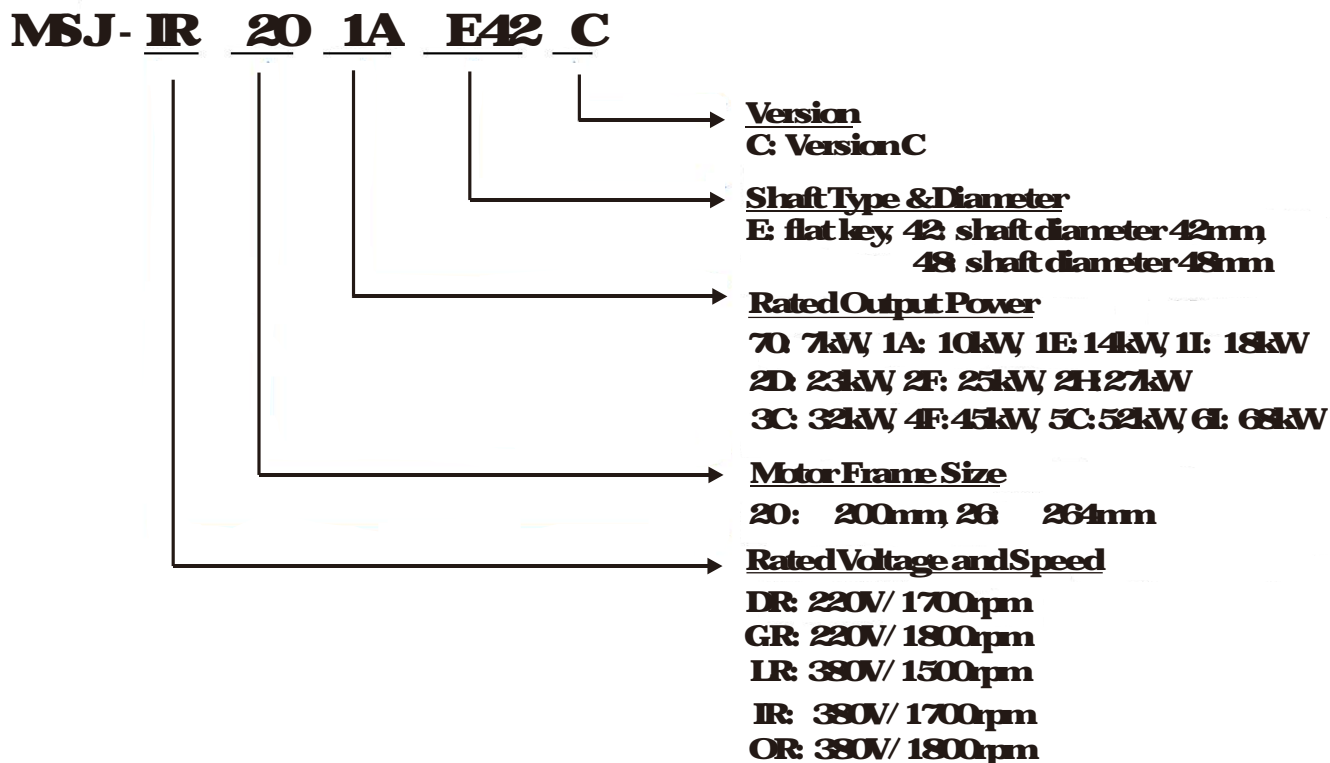 MSJ- IR 20 1A E42 C
Version
C: Version C
Shaft Type & Diameter
E: flat key, 42: shaft diameter 42mm,
48: shaft diameter 48mm
Rated Output Power
70: 7kW, 1A: 10kW, 1E: 14kW, 1I: 18kW
2D: 23kW, 2F: 25kW, 2H: 27kW
3C: 32kW, 4F: 45kW, 5C: 52kW, 6I: 68kW
Motor Frame Size
20: 200mm, 26: 264mm
Rated Voltage and Speed
DR: 220V/ 1700rpm
GR: 220V/ 1800rpm
LR: 380V/ 1500rpm
IR: 380V/ 1700rpm
OR: 380V/ 1800rpm